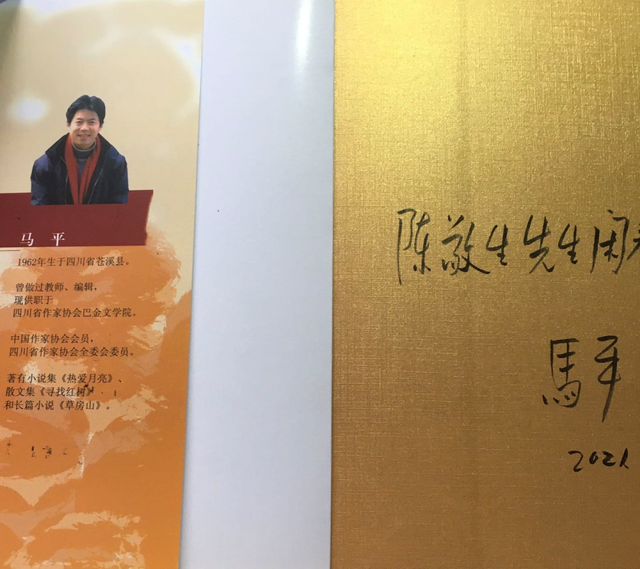 马平
1962年生于四川省苍溪县。
曾做过教师、编辑，
现供职于
四川省作家协会巴金文学院。
中国作家协会会员，
四川省作家协会全委会委员。
著有小说集《热爱月亮》、
散文集《寻找红树》
和长篇小说《草房山》。
陈敬生先生闲
馬平
2021